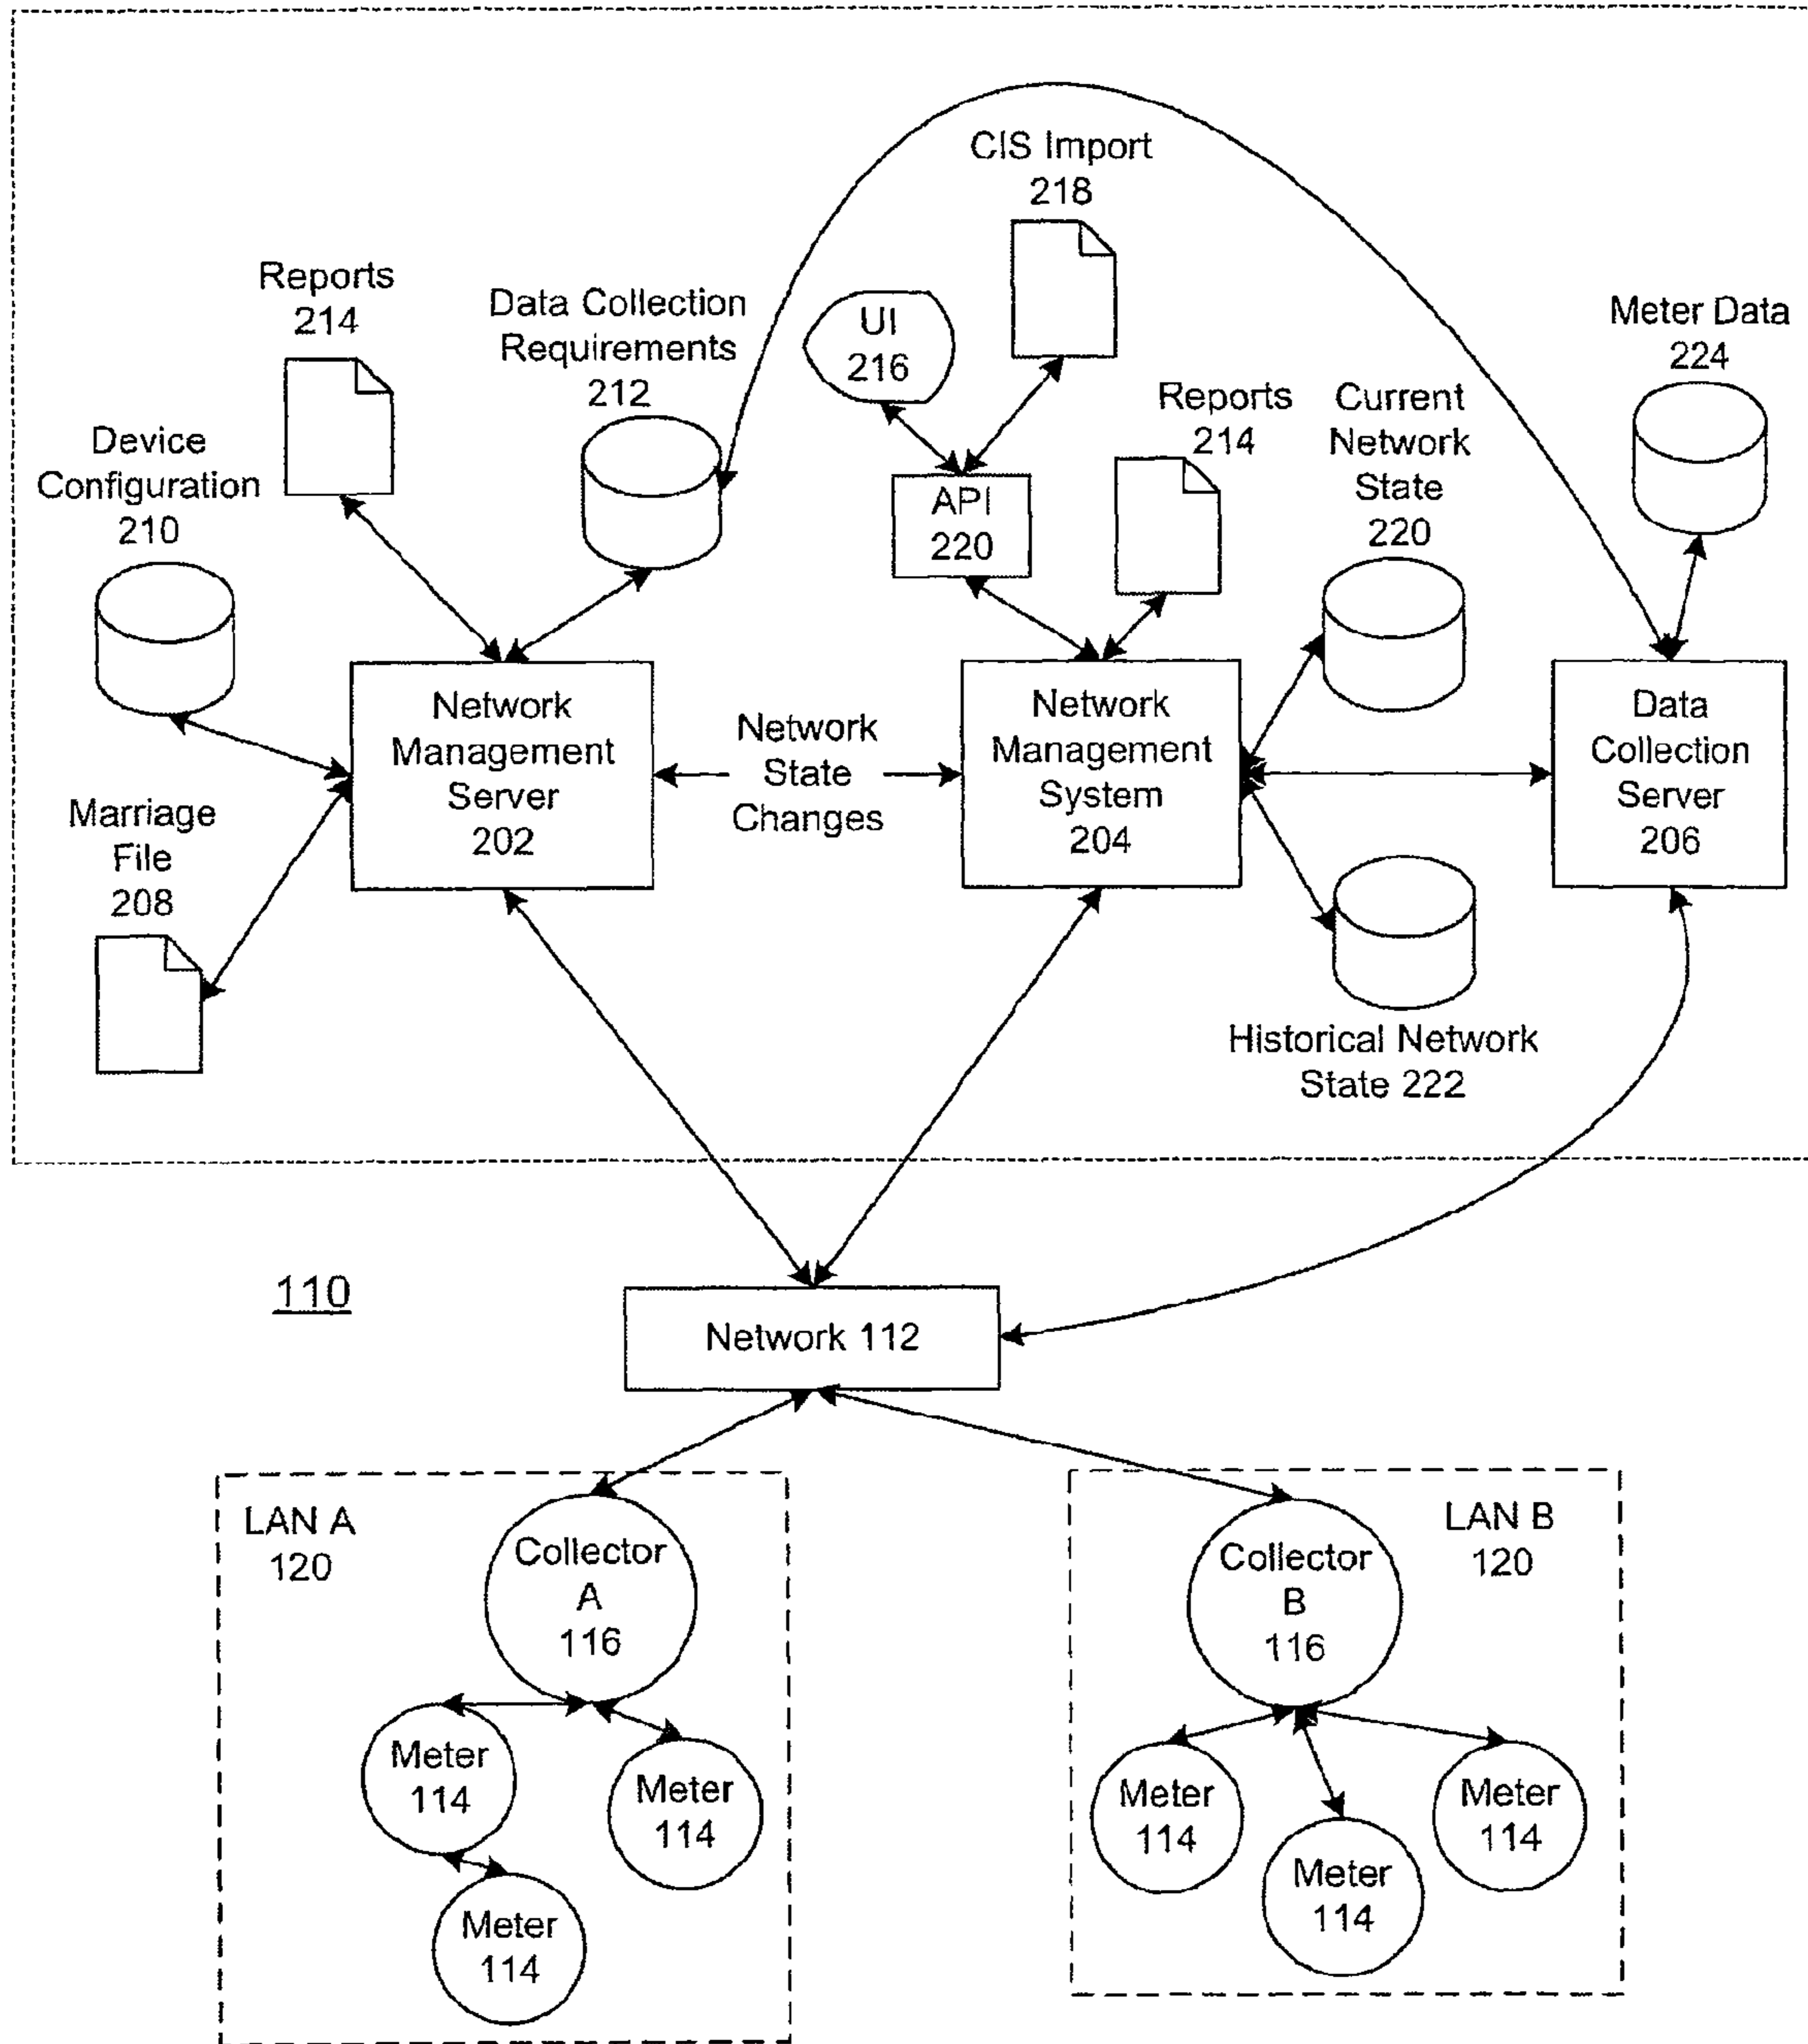 CIS Import
218
Reports
214
Data Collection
Requirements
212
UI
216
Meter Data
224
Device
Configuration
210
API
220
Reports
214
Current
Network
State
220
Marriage
File
208
Network
Management
Server
202
Network
State
Changes
Network
Management
System
204
Data
Collection
Server
206
Historical Network
State 222
110
Network 112
LAN A
120
Collector
A
116
Meter
114
Meter
114
Meter
114
LAN B
120
Collector
B
116
Meter
114
Meter
114
Meter
114